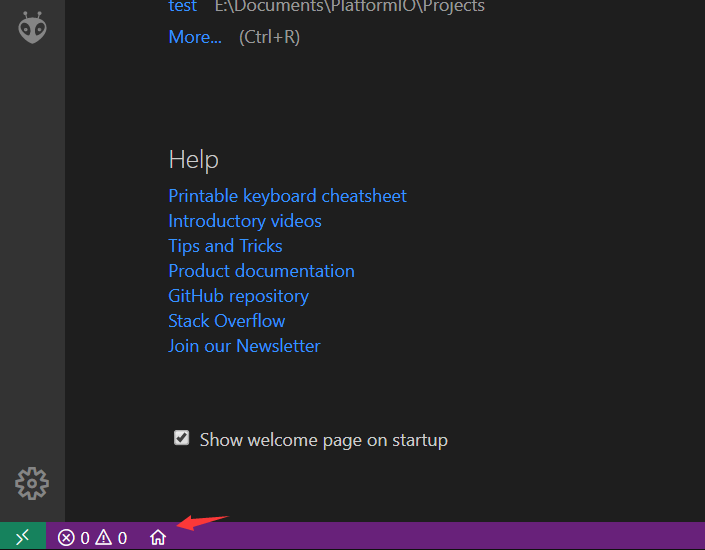 test E:\Documents\PlatformIO\Projects
More... (Ctrl+R)
Help
Printable keyboard cheatsheet
Introductory videos
Tips and Tricks
Product documentation
GitHub repository
Stack Overflow
Join our Newsletter
Show welcome page on startup
0 0